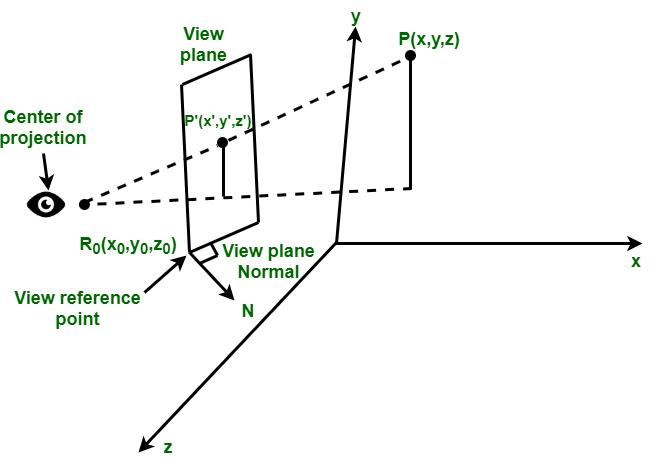 y
View
plane
P(x,y,z)
Center of
projection
P'(x',y',z')
R₀(x₀,y₀,z₀)
View plane
Normal
x
View reference
point
N
z